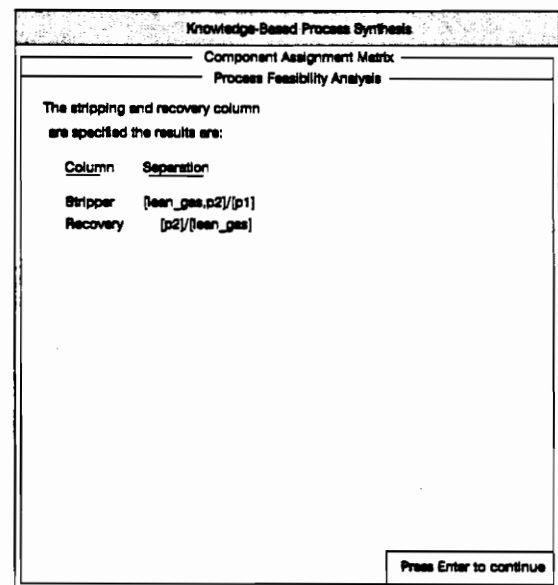 Knowledge-Based Process Synthesis
Component Assignment Matrix
Process Feasibility Analysis
The stripping and recovery column
are specified the results are:
Column Separation
Stripper [lean_gas,p2]/[p1]
Recovery [p2]/[lean_gas]
Press Enter to continue